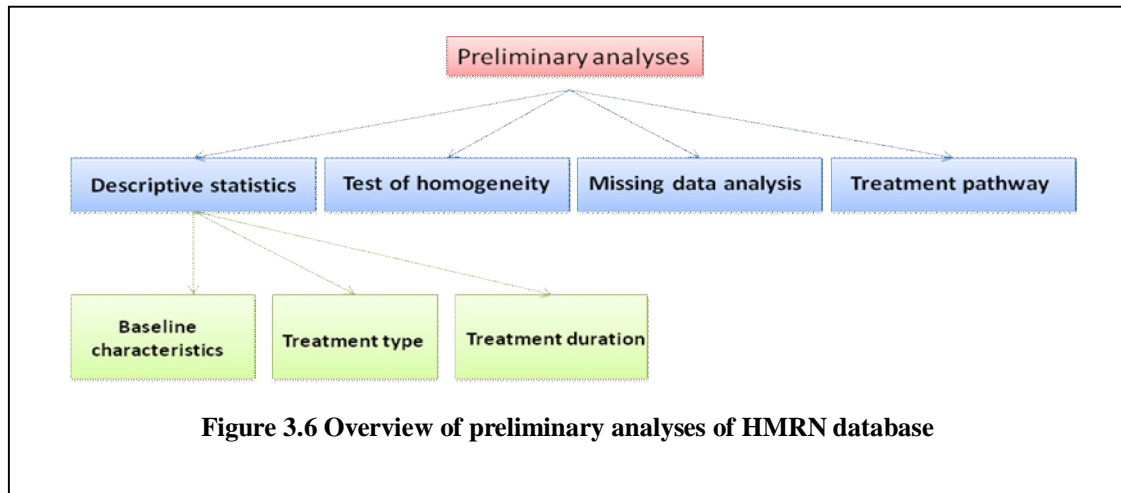 Preliminary analyses
Descriptive statistics
Test of homogeneity
Missing data analysis
Treatment pathway
Baseline
characteristics
Treatment type
Treatment duration
Figure 3.6 Overview of preliminary analyses of HMRN database